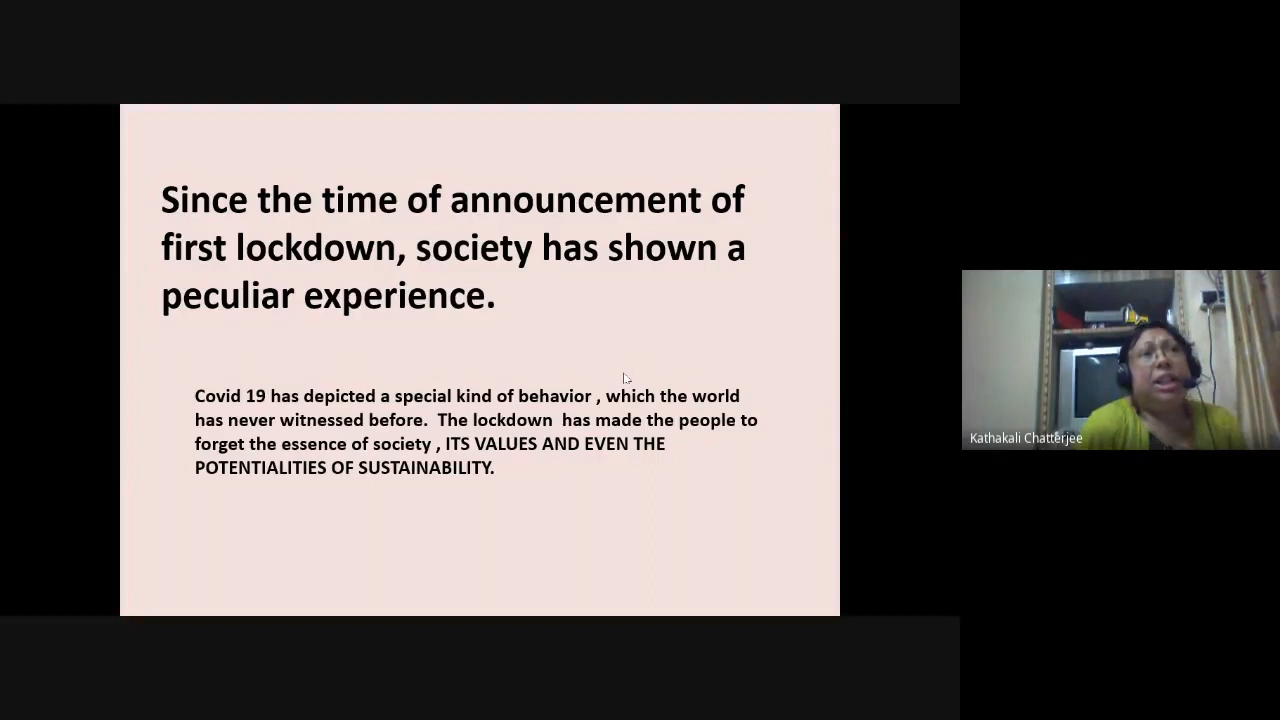 Since the time of announcement of
first lockdown, society has shown a
peculiar experience.
Covid 19 has depicted a special kind of behavior , which the world
has never witnessed before.  The lockdown  has made the people to
forget the essence of society , ITS VALUES AND EVEN THE
POTENTIALITIES OF SUSTAINABILITY.
Kathakali Chatterjee